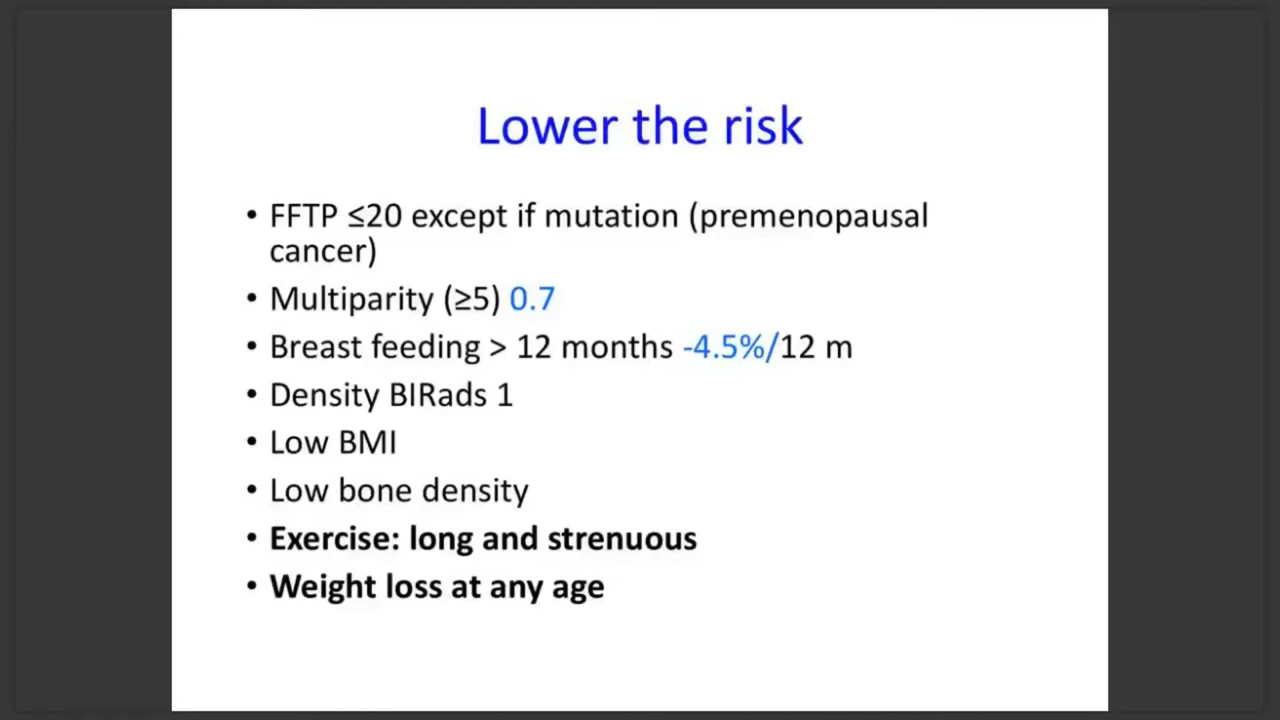 Lower the risk
• FFTP ≤20 except if mutation (premenopausal
cancer)
• Multiparity (≥5) 0.7
• Breast feeding > 12 months -4.5%/12 m
• Density BIRads 1
• Low BMI
• Low bone density
• Exercise: long and strenuous
• Weight loss at any age